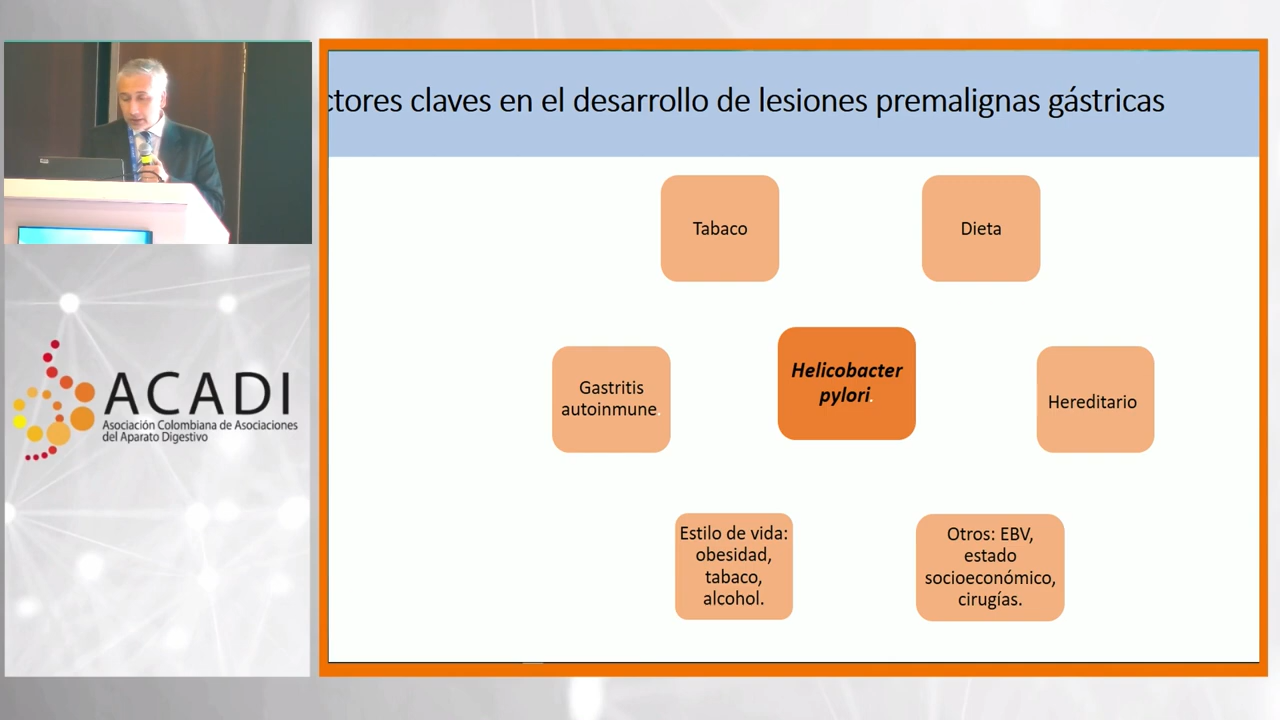 ctores claves en el desarrollo de lesiones premalignas gástricas
Tabaco
Dieta
Gastritis
autoinmune.
Helicobacter
pylori.
Hereditario
Estilo de vida:
obesidad,
tabaco,
alcohol.
Otros: EBV,
estado
socioeconómico,
cirugías.
ACADI
Asociación Colombiana de Asociaciones
del Aparato Digestivo